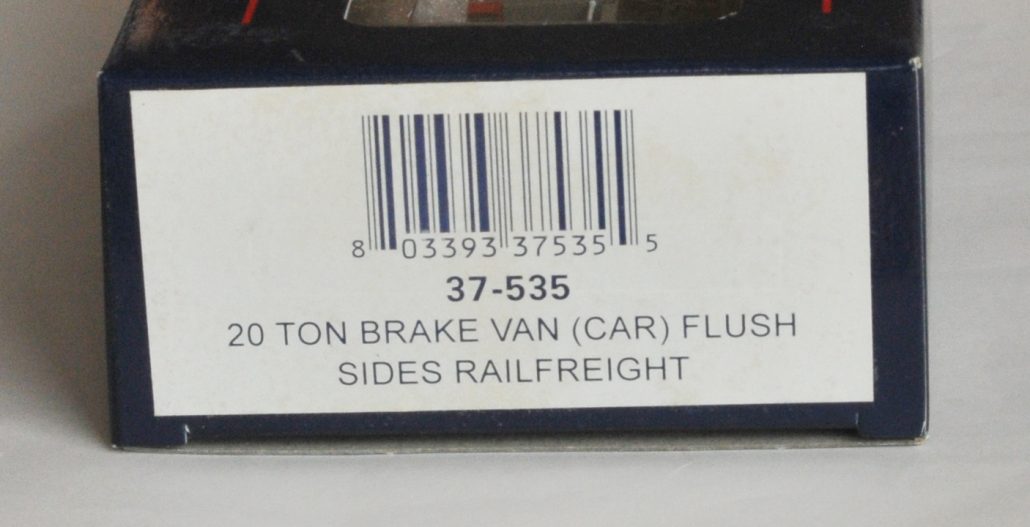 8 03393 37535 5
37-535
20 TON BRAKE VAN (CAR) FLUSH
SIDES RAILFREIGHT